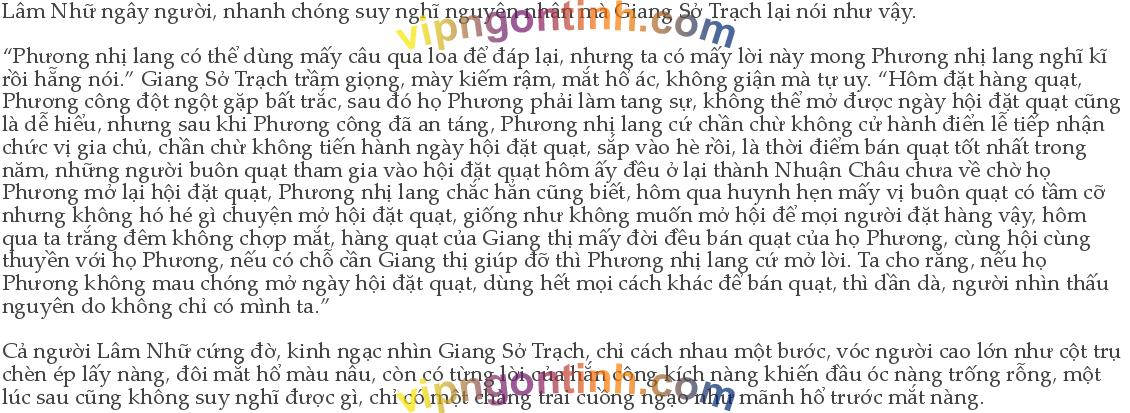 Lâm Nhữ ngây người, nhanh chóng suy nghĩ nguyên nhân mà Giang Sở Trạch lại nói như vậy.
vipngontinh.com
“Phương nhị lang có thể dùng mấy câu qua loa để đáp lại, nhưng ta có mấy lời này mong Phương nhị lang nghĩ kĩ
rồi hẵng nói.” Giang Sở Trạch trầm giọng, mày kiếm rậm, mắt hổ ác, không giận mà tự uy. “Hôm đặt hàng quạt,
Phương công đột ngột gặp bất trắc, sau đó họ Phương phải làm tang sự, không thể mở được ngày hội đặt quạt cũng
là dễ hiểu, nhưng sau khi Phương công đã an táng, Phương nhị lang cứ chần chừ không cử hành điển lễ tiếp nhận
chức vị gia chủ, chần chừ không tiến hành ngày hội đặt quạt, sắp vào hè rồi, là thời điểm bán quạt tốt nhất trong
năm, những người buôn quạt tham gia vào hội đặt quạt hôm ấy đều ở lại thành Nhuận Châu chưa về chờ họ
Phương mở lại hội đặt quạt, Phương nhị lang chắc hẳn cũng biết, hôm qua huynh hẹn mấy vị buôn quạt có tầm cỡ
nhưng không hó hé gì chuyện mở hội đặt quạt, giống như không muốn mở hội để mọi người đặt hàng vậy, hôm
qua ta trắng đêm không chợp mắt, hàng quạt của Giang thị mấy đời đều bán quạt của họ Phương, cùng hội cùng
thuyền với họ Phương, nếu có chỗ cần Giang thị giúp đỡ thì Phương nhị lang cứ mở lời. Ta cho rằng, nếu họ
Phương không mau chóng mở ngày hội đặt quạt, dùng hết mọi cách khác để bán quạt, thì dần dà, người nhìn thấu
nguyên do không chỉ có mình ta.”
Cả người Lâm Nhữ cứng đờ, kinh ngạc nhìn Giang Sở Trạch, chỉ cách nhau một bước, vóc người cao lớn như cột trụ
chèn ép lấy nàng, đôi mắt hổ màu nâu, còn có từng lời của hắn công kích nàng khiến đầu óc nàng trống rỗng, một
lúc sau cũng không suy nghĩ được gì, chỉ có một chàng trai cuồng ngạo như mãnh hổ trước mắt nàng.
vipngontinh.com